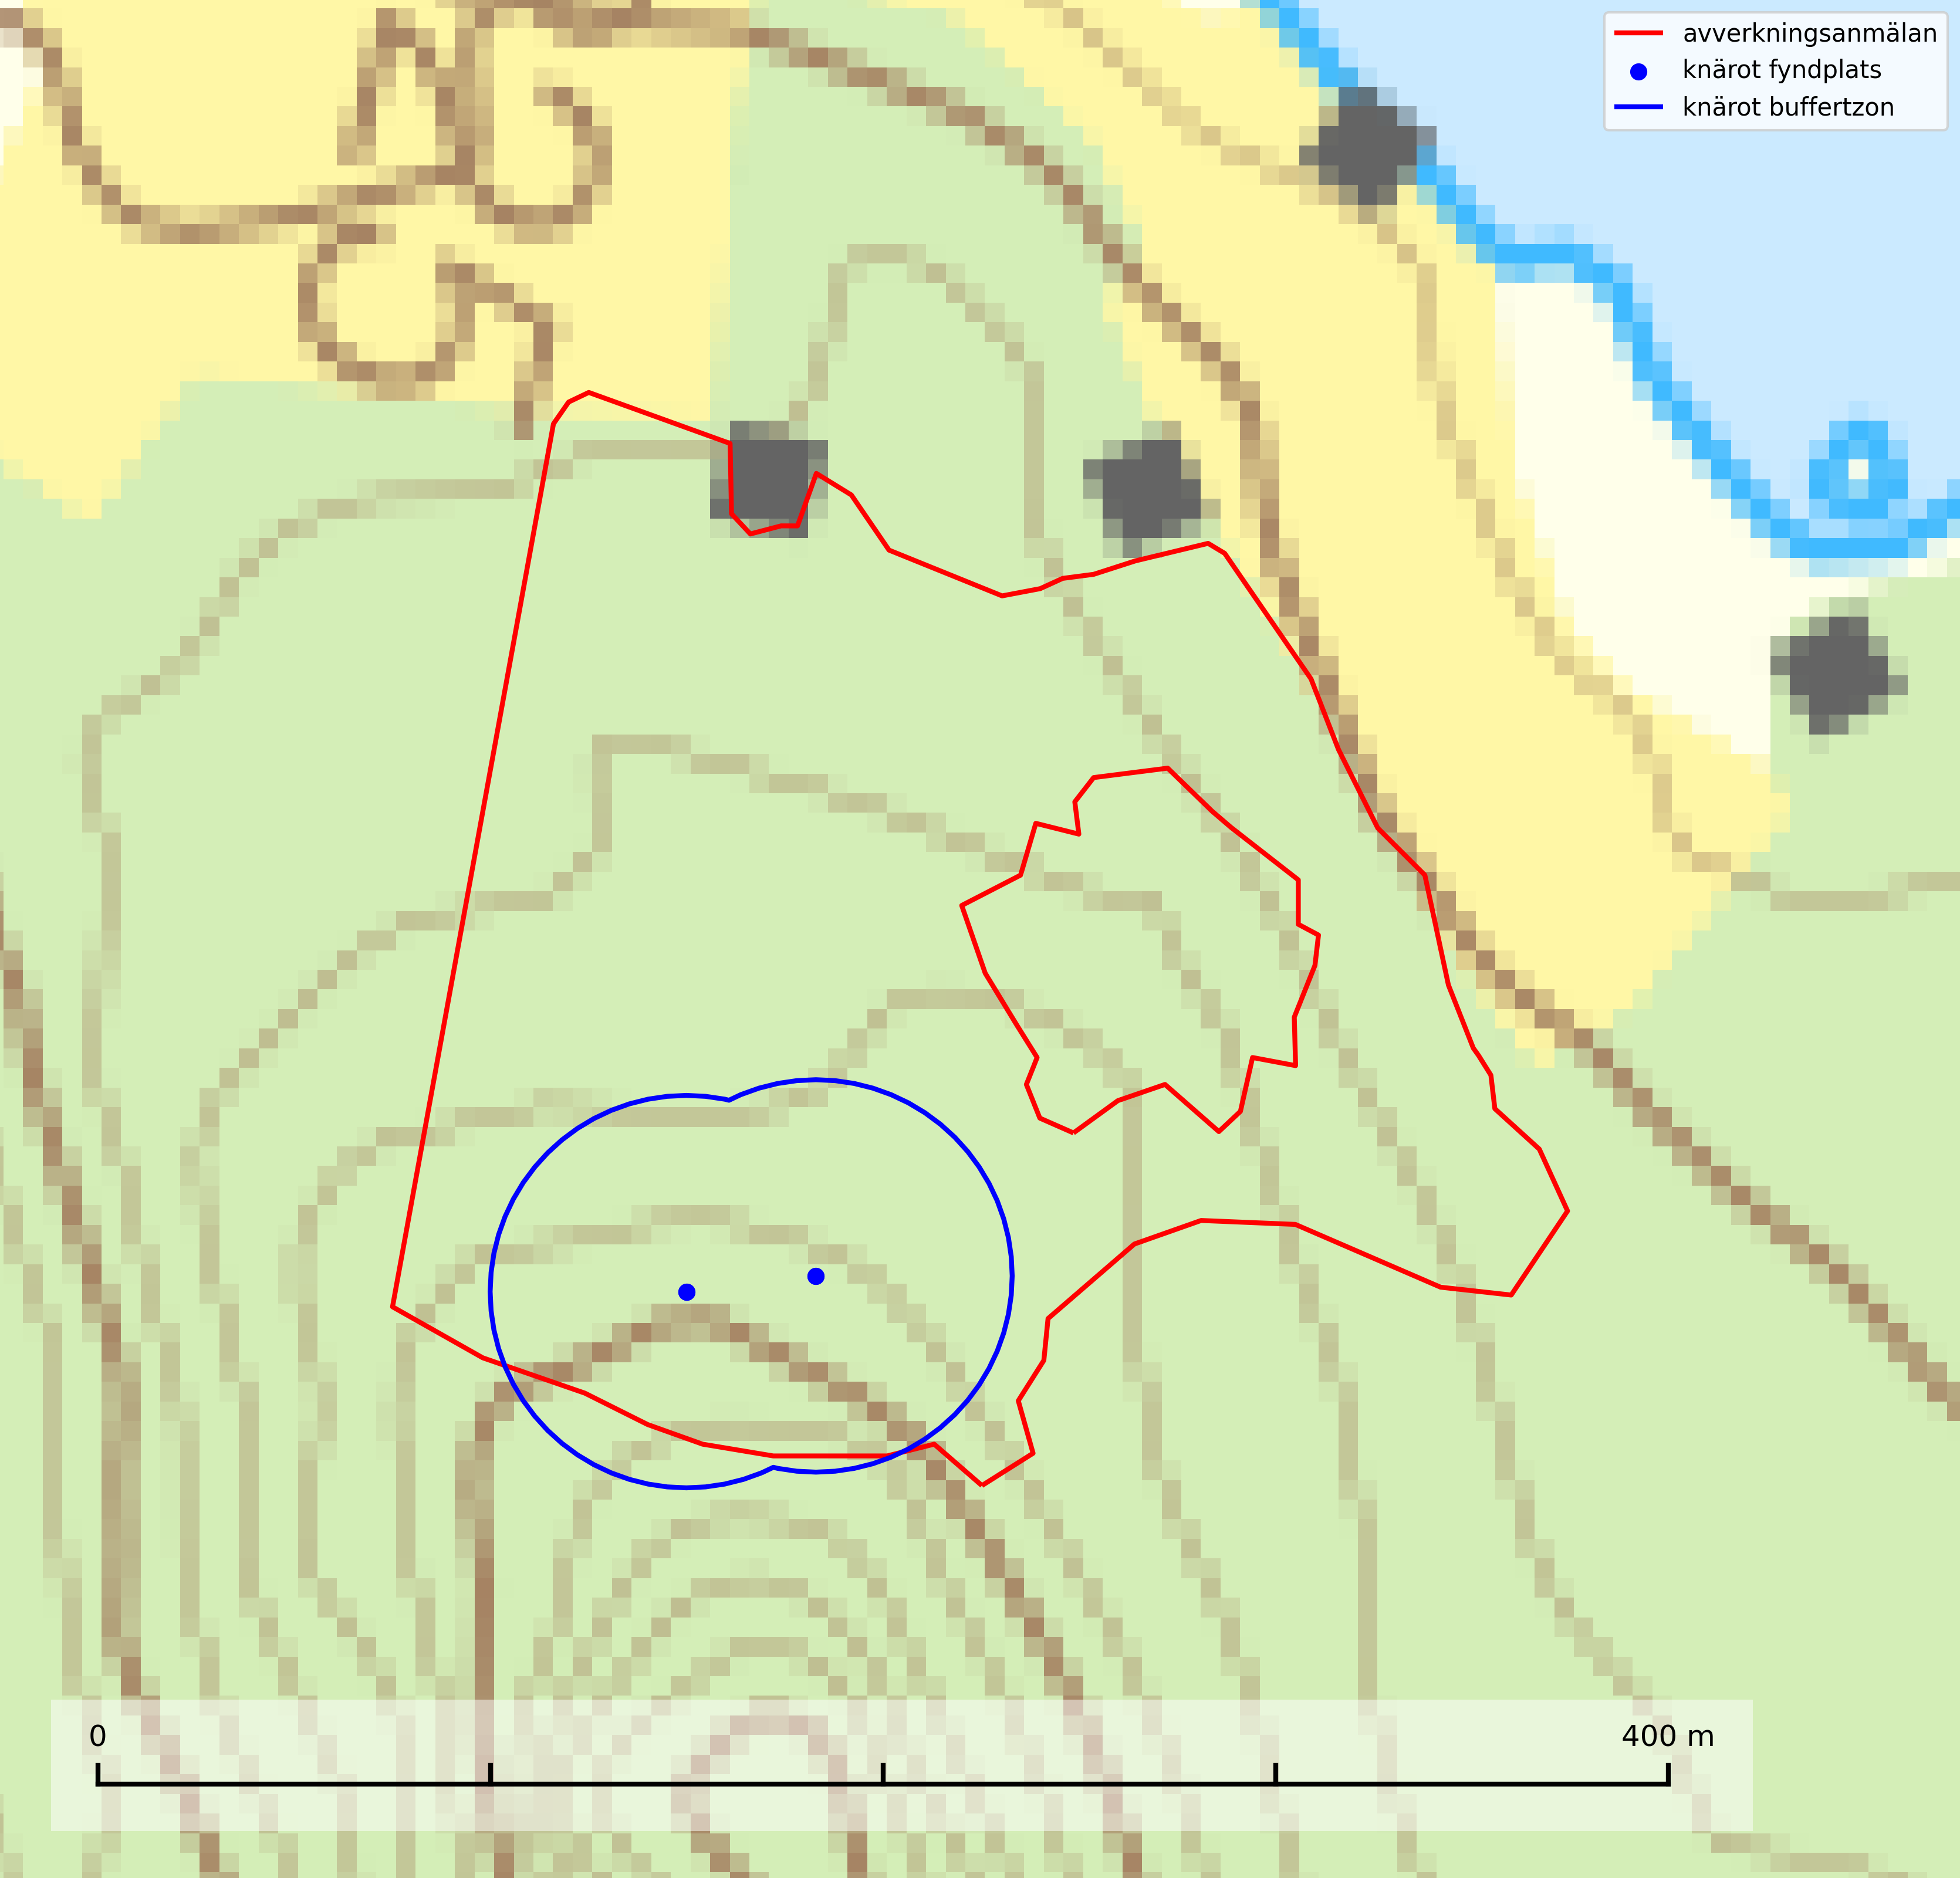 avverkningsanmälan
knärot fyndplats
knärot buffertzon
0
400 m